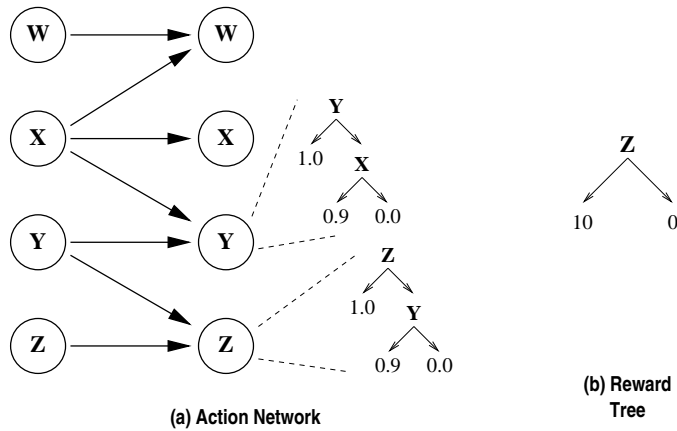 W W
X X
Y Y
Z Z
Y
1.0 X
0.9 0.0
Z
1.0 Y
0.9 0.0
(a) Action Network
Z
10 0
(b) Reward
Tree